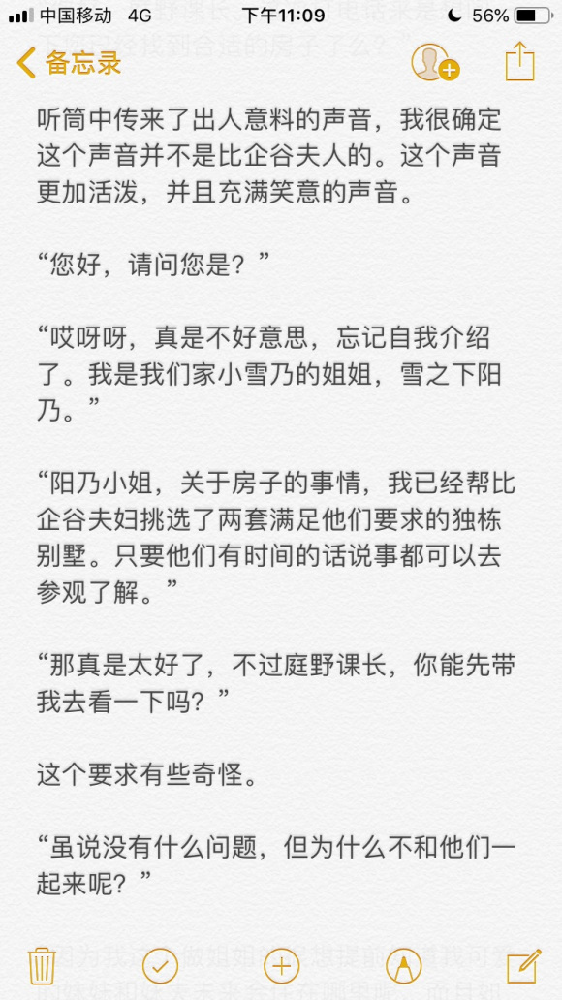 中国移动 4G 下午11:09 56%
备忘录
听筒中传来了出人意料的声音，我很确定
这个声音并不是比企谷夫人的。这个声音
更加活泼，并且充满笑意的声音。
“您好，请问您是？”
“哎呀呀，真是不好意思，忘记自我介绍
了。我是我们家小雪乃的姐姐，雪之下阳
乃。”
“阳乃小姐，关于房子的事情，我已经帮比
企谷夫妇挑选了两套满足他们要求的独栋
别墅。只要他们有时间的话说事都可以去
参观了解。”
“那真是太好了，不过庭野课长，你能先带
我去看一下吗？”
这个要求有些奇怪。
“虽说没有什么问题，但为什么不和他们一
起来呢？”